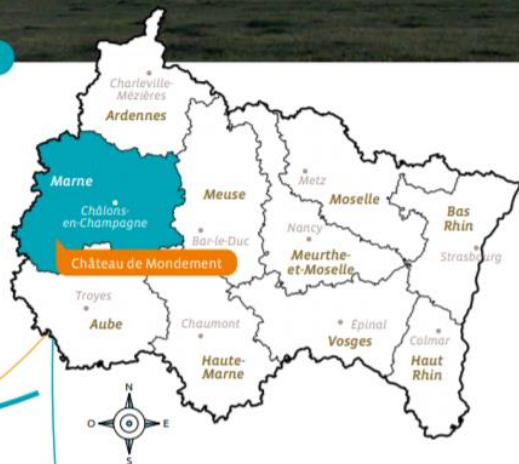 Charleville-
Mézières
Ardennes
Marne
Châlons-
en-Champagne
Meuse
Bar-le-Duc
Metz
Moselle
Nancy
Meurthe-
et-Moselle
Bas
Rhin
Strasbourg
Château de Mondement
Troyes
Aube
Chaumont
Haute-
Marne
Épinal
Vosges
Colmar
Haut
Rhin
N
O
E
S